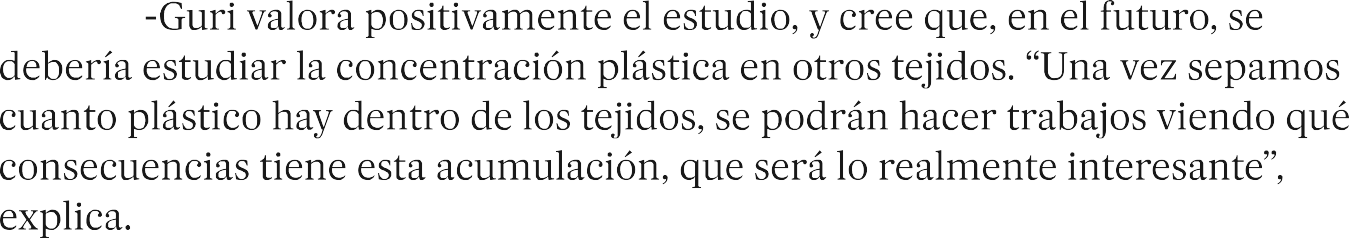 -Guri valora positivamente el estudio, y cree que, en el futuro, se
debería estudiar la concentración plástica en otros tejidos. “Una vez sepamos
cuanto plástico hay dentro de los tejidos, se podrán hacer trabajos viendo qué
consecuencias tiene esta acumulación, que será lo realmente interesante”,
explica.